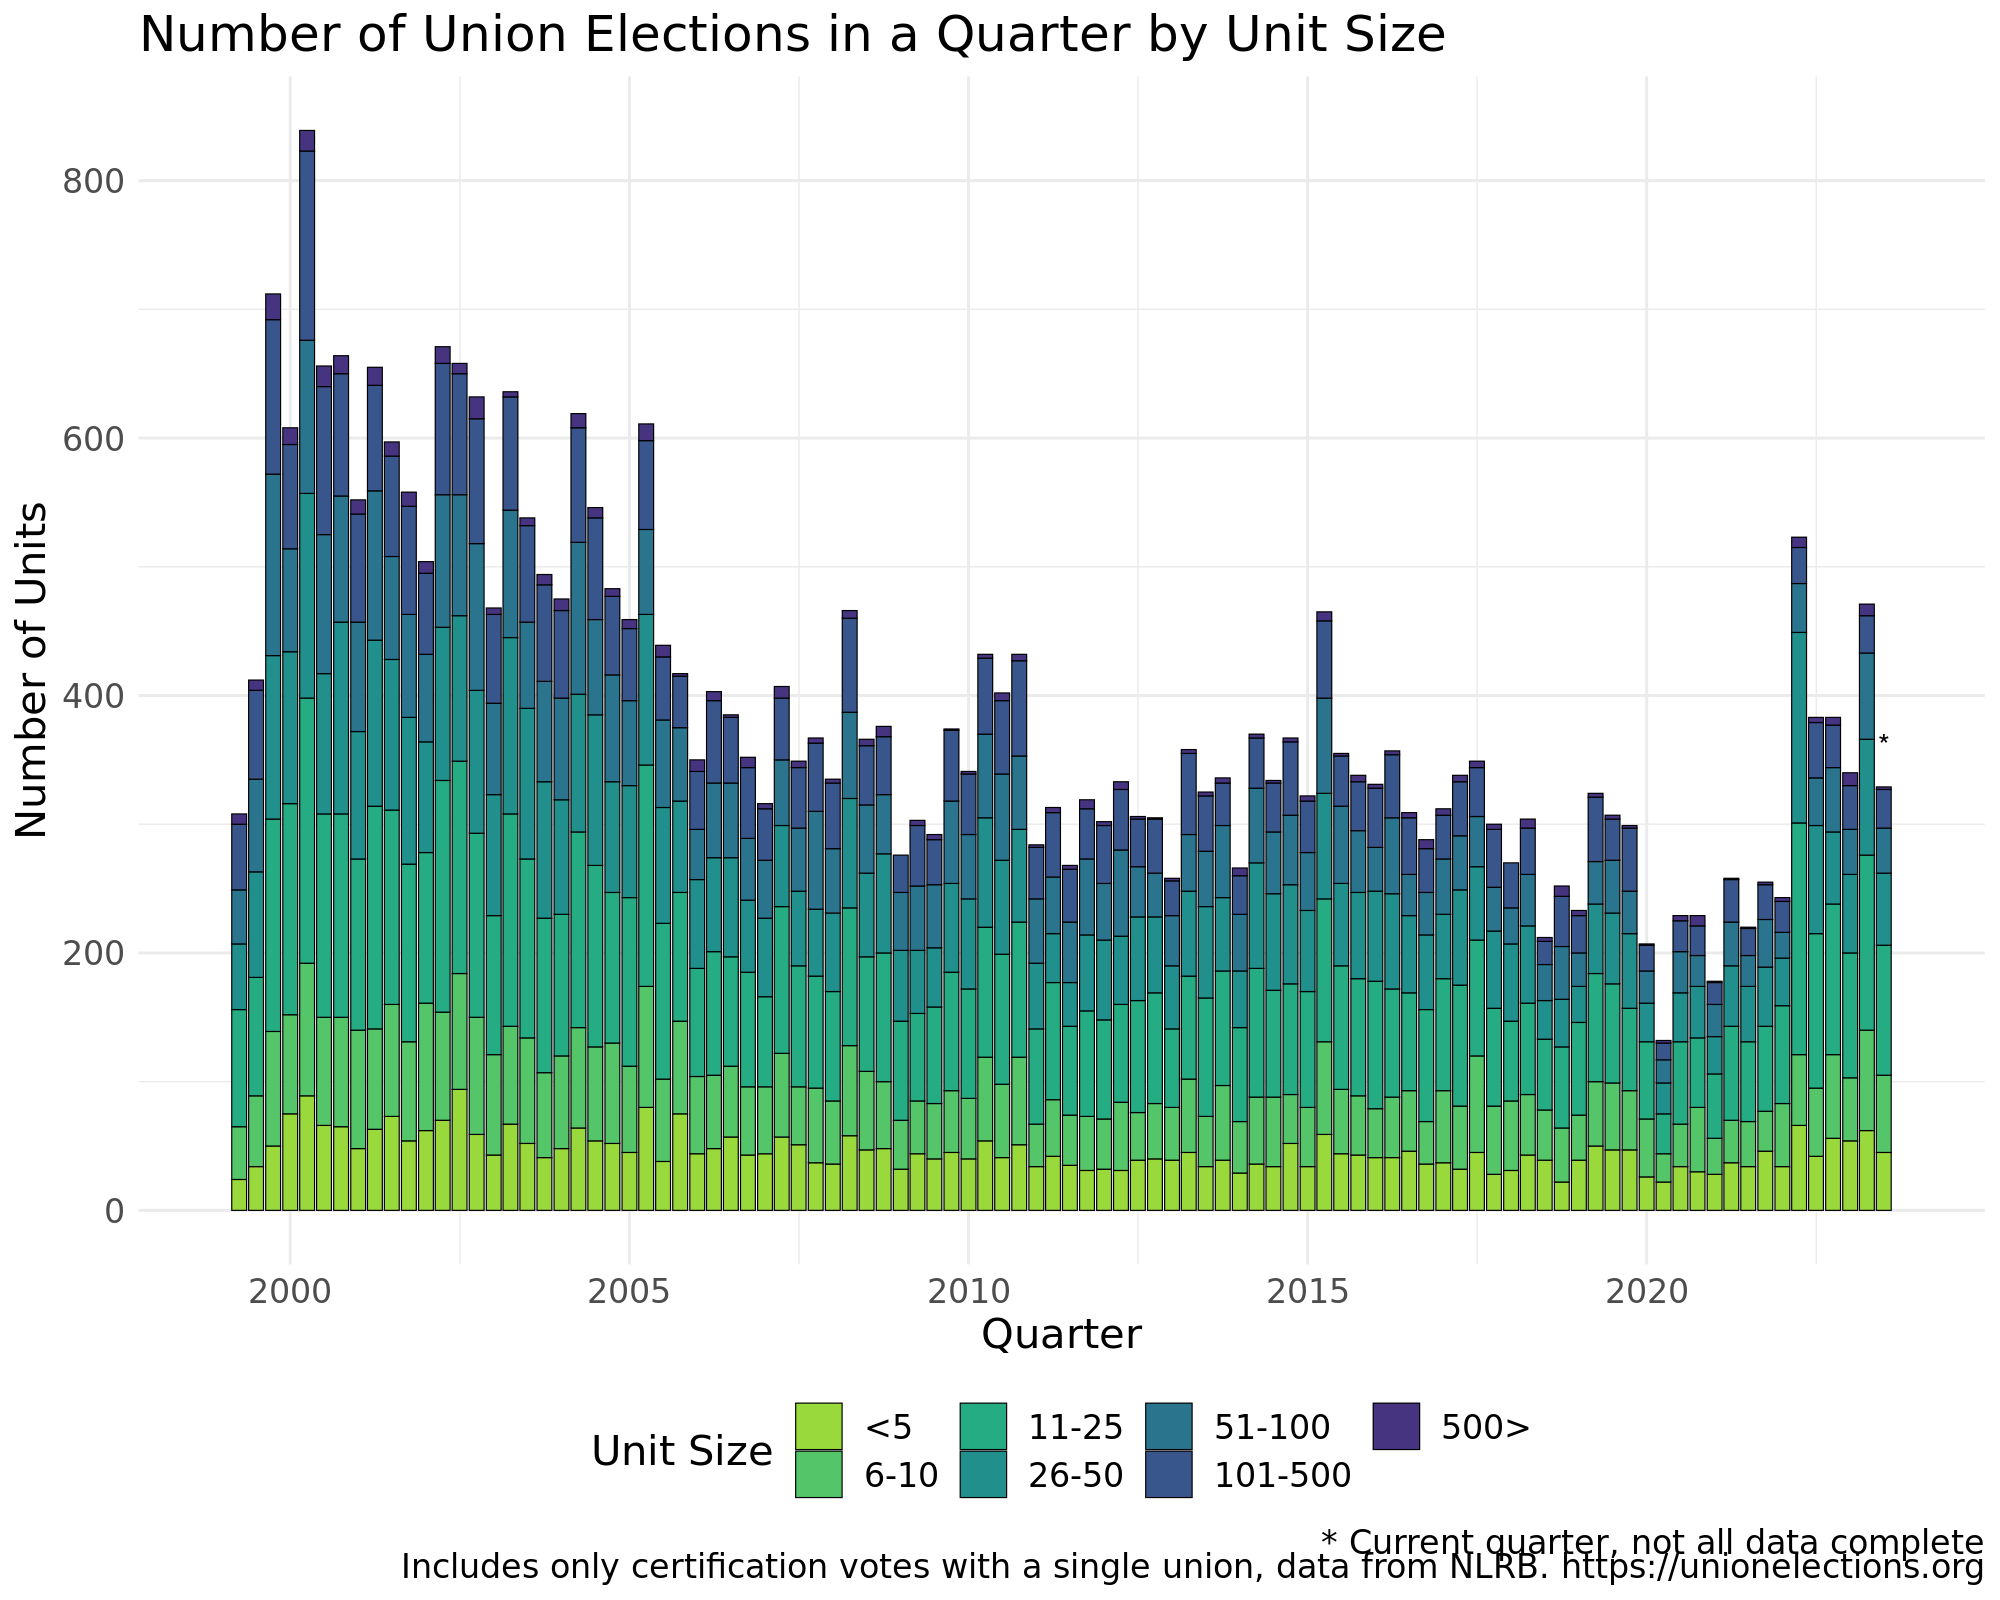 Number of Union Elections in a Quarter by Unit Size
Number of Units
800
600
400
200
0
*
2000 2005 2010 2015 2020
Quarter
Unit Size
<5 11-25 51-100 500>
6-10 26-50 101-500
* Current quarter, not all data complete
Includes only certification votes with a single union, data from NLRB. https://unionelections.org